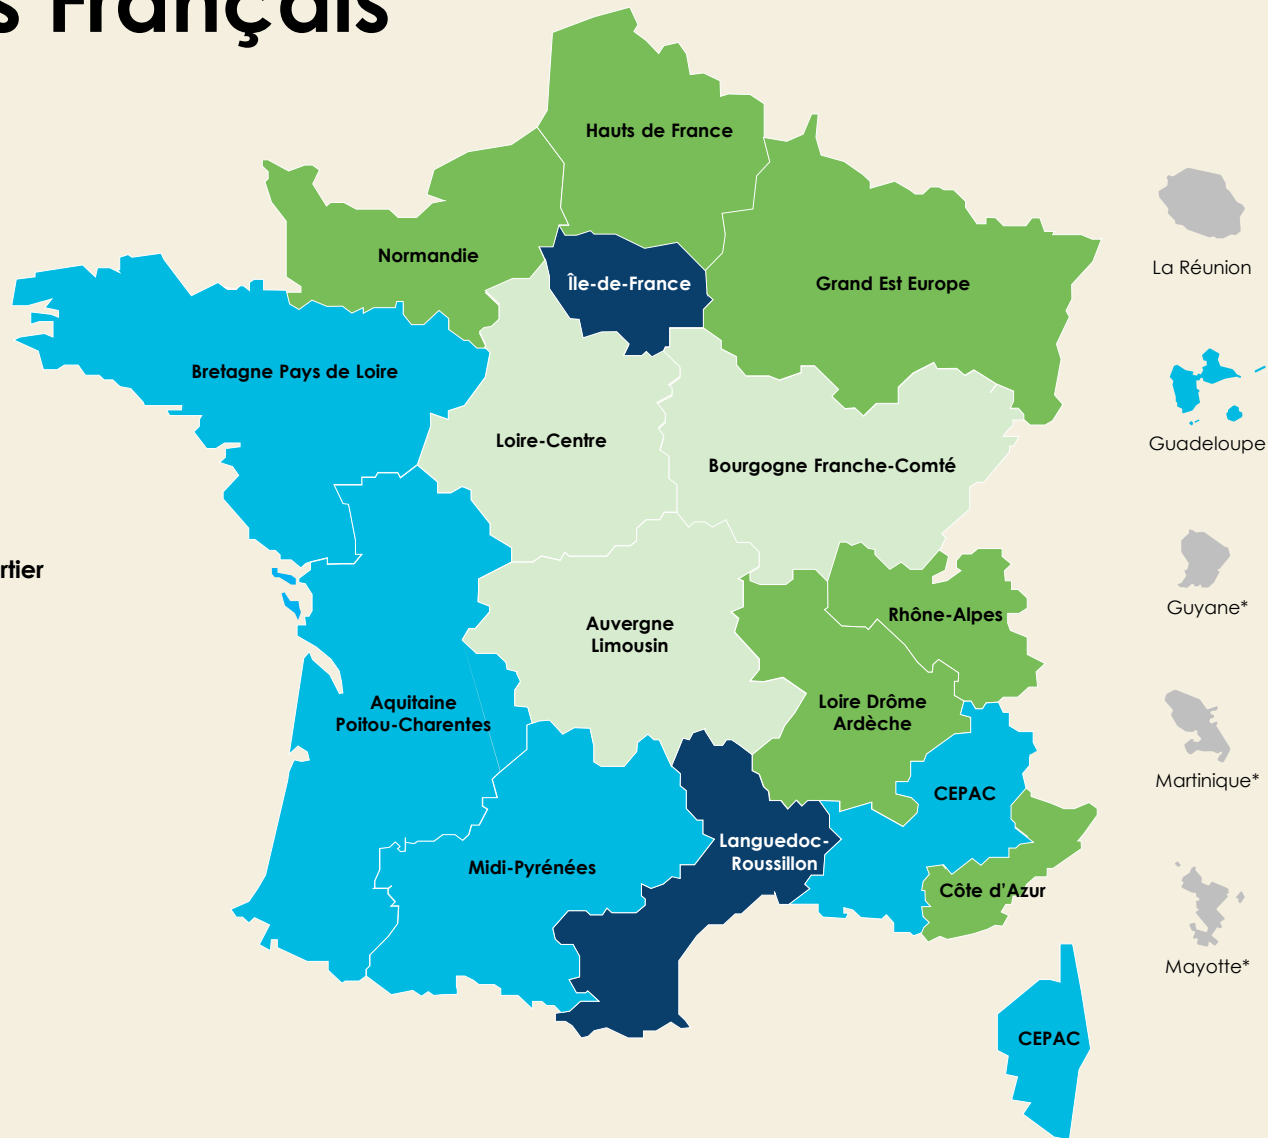 s Français
Hauts de France
Normandie
Île-de-France
Grand Est Europe
La Réunion
Bretagne Pays de Loire
Loire-Centre
Guadeloupe
Bourgogne Franche-Comté
rtier
Guyane*
Auvergne
Limousin
Rhône-Alpes
Aquitaine
Poitou-Charentes
Loire Drôme
Ardèche
Martinique*
CEPAC
Languedoc-
Roussillon
Midi-Pyrénées
Côte d'Azur
Mayotte*
CEPAC